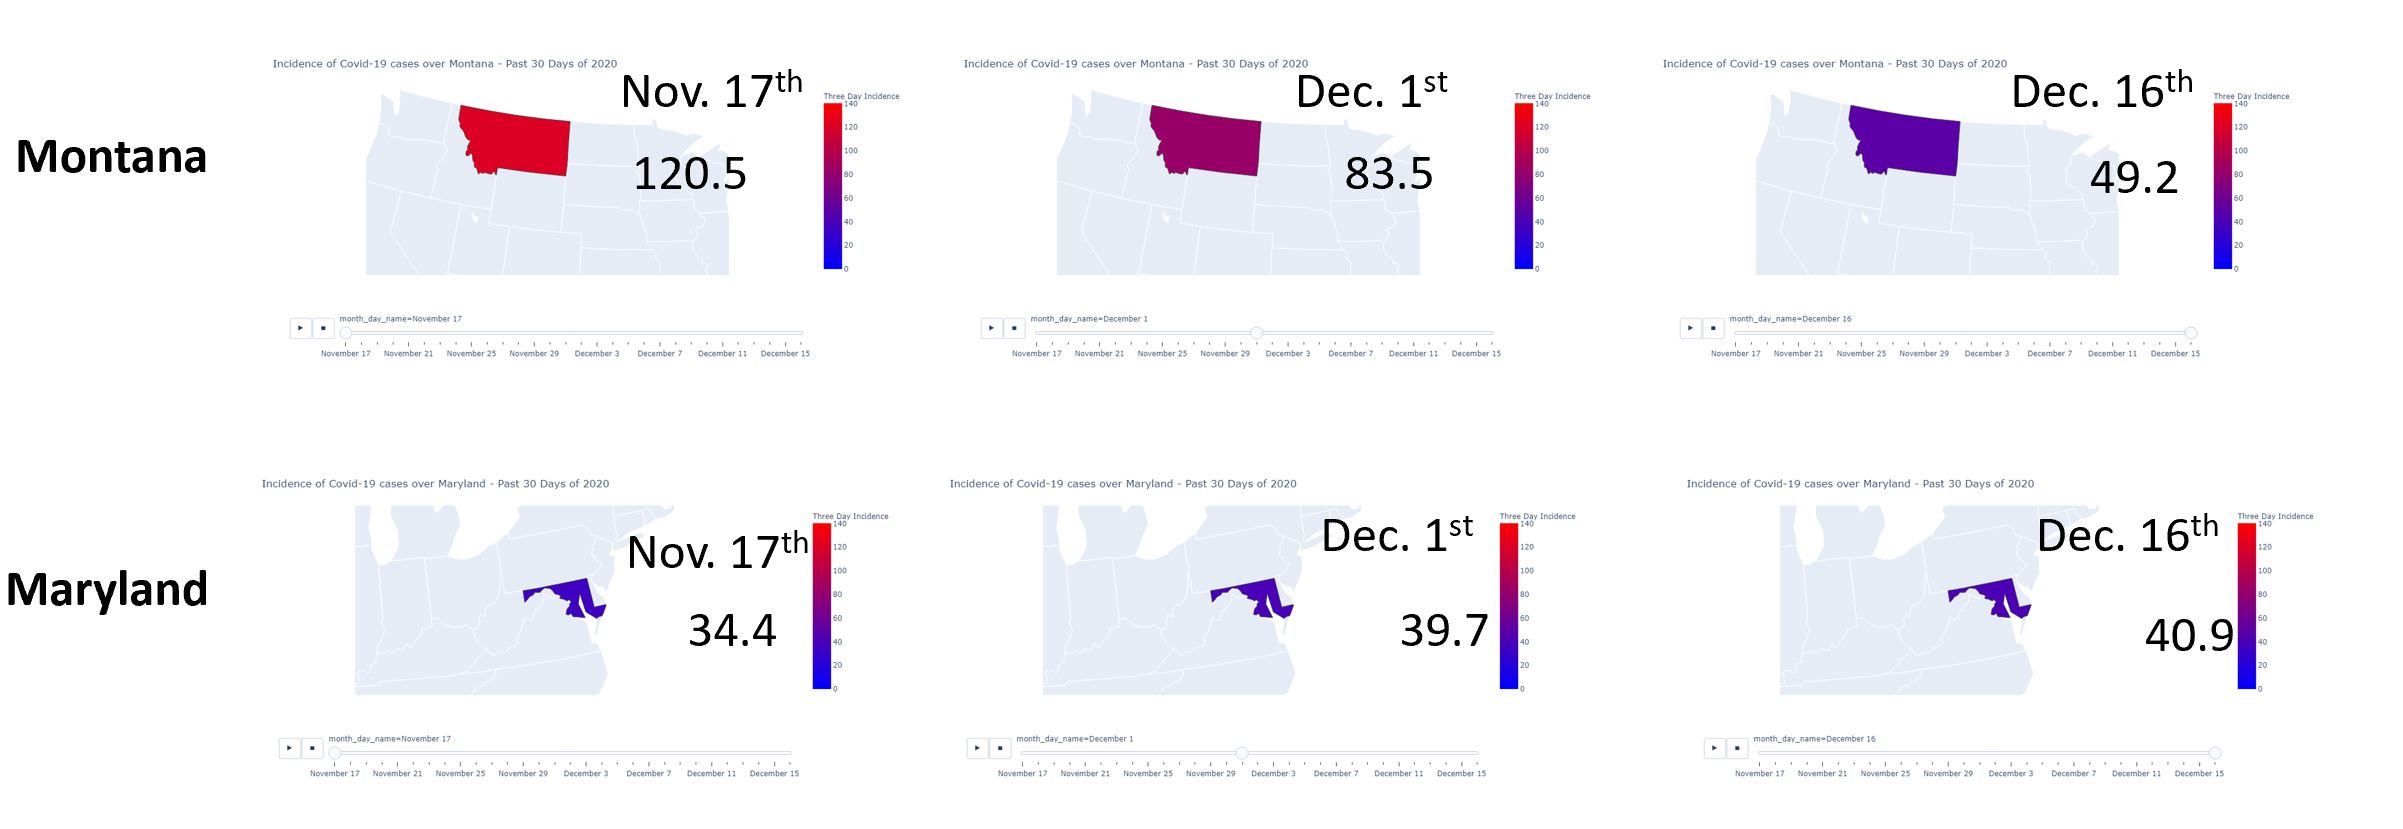 Montana
Incidence of Covid-19 cases over Montana - Past 30 Days of 2020
Nov. 17th
120.5
Three Day Incidence
140
120
100
80
60
40
20
0
month_day_name=November 17
November 17 November 21 November 25 November 29 December 3 December 7 December 11 December 15
Incidence of Covid-19 cases over Montana - Past 30 Days of 2020
Dec. 1st
83.5
Three Day Incidence
140
120
100
80
60
40
20
0
month_day_name=December 1
November 17 November 21 November 25 November 29 December 3 December 7 December 11 December 15
Incidence of Covid-19 cases over Montana - Past 30 Days of 2020
Dec. 16th
49.2
Three Day Incidence
140
120
100
80
60
40
20
0
month_day_name=December 16
November 17 November 21 November 25 November 29 December 3 December 7 December 11 December 15
Maryland
Incidence of Covid-19 cases over Maryland - Past 30 Days of 2020
Nov. 17th
34.4
Three Day Incidence
140
120
100
80
60
40
20
0
month_day_name=November 17
November 17 November 21 November 25 November 29 December 3 December 7 December 11 December 15
Incidence of Covid-19 cases over Maryland - Past 30 Days of 2020
Dec. 1st
39.7
Three Day Incidence
140
120
100
80
60
40
20
0
month_day_name=December 1
November 17 November 21 November 25 November 29 December 3 December 7 December 11 December 15
Incidence of Covid-19 cases over Maryland - Past 30 Days of 2020
Dec. 16th
40.9
Three Day Incidence
140
120
100
80
60
40
20
0
month_day_name=December 16
November 17 November 21 November 25 November 29 December 3 December 7 December 11 December 15